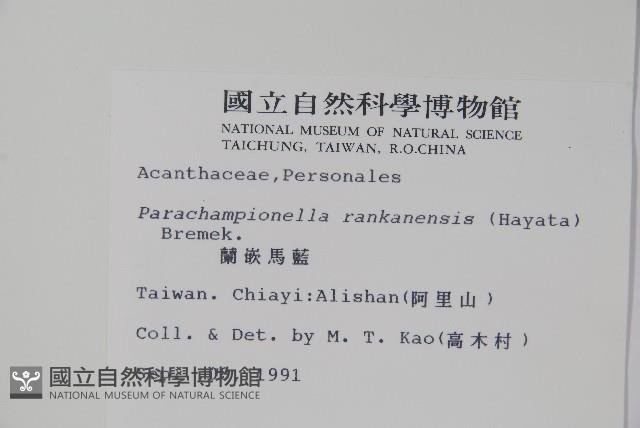 國立自然科學博物館
NATIONAL MUSEUM OF NATURAL SCIENCE
TAICHUNG, TAIWAN, R.O.CHINA
Acanthaceae,Personales
Parachampionella rankanensis (Hayata)
Bremek.
蘭嵌馬藍
Taiwan. Chiayi:Alishan(阿里山)
Coll. & Det. by M. T. Kao(高木村)
1991
國立自然科學博物館
NATIONAL MUSEUM OF NATURAL SCIENCE